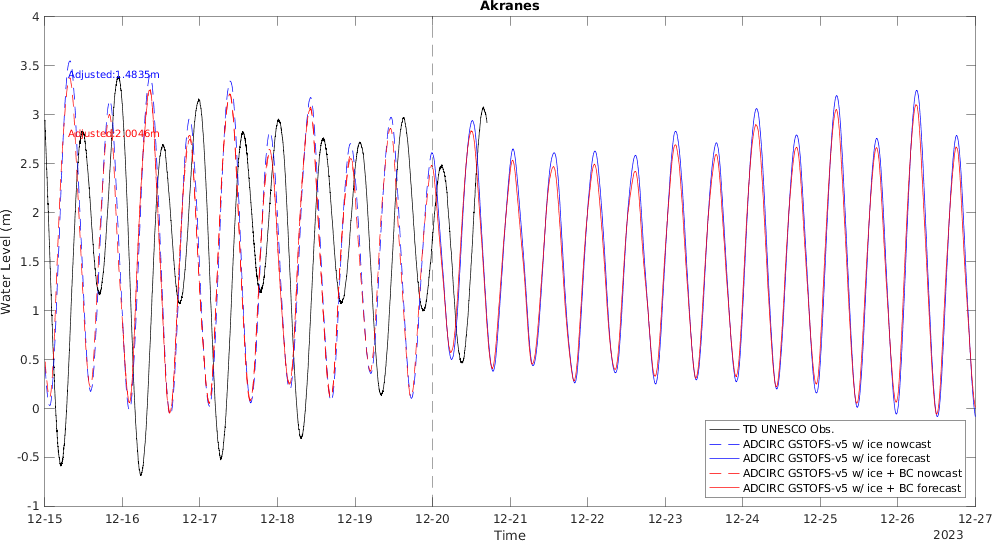 Akranes
4
3.5
3
2.5
2
1.5
1
0.5
0
-0.5
-1
Water Level (m)
Adjusted:1.4835m
Adjusted:2.0046m
TD UNESCO Obs.
ADCIRC GSTOFS-v5 w/ ice nowcast
ADCIRC GSTOFS-v5 w/ ice forecast
ADCIRC GSTOFS-v5 w/ ice + BC nowcast
ADCIRC GSTOFS-v5 w/ ice + BC forecast
12-15 12-16 12-17 12-18 12-19 12-20 12-21 12-22 12-23 12-24 12-25 12-26 12-27
Time
2023